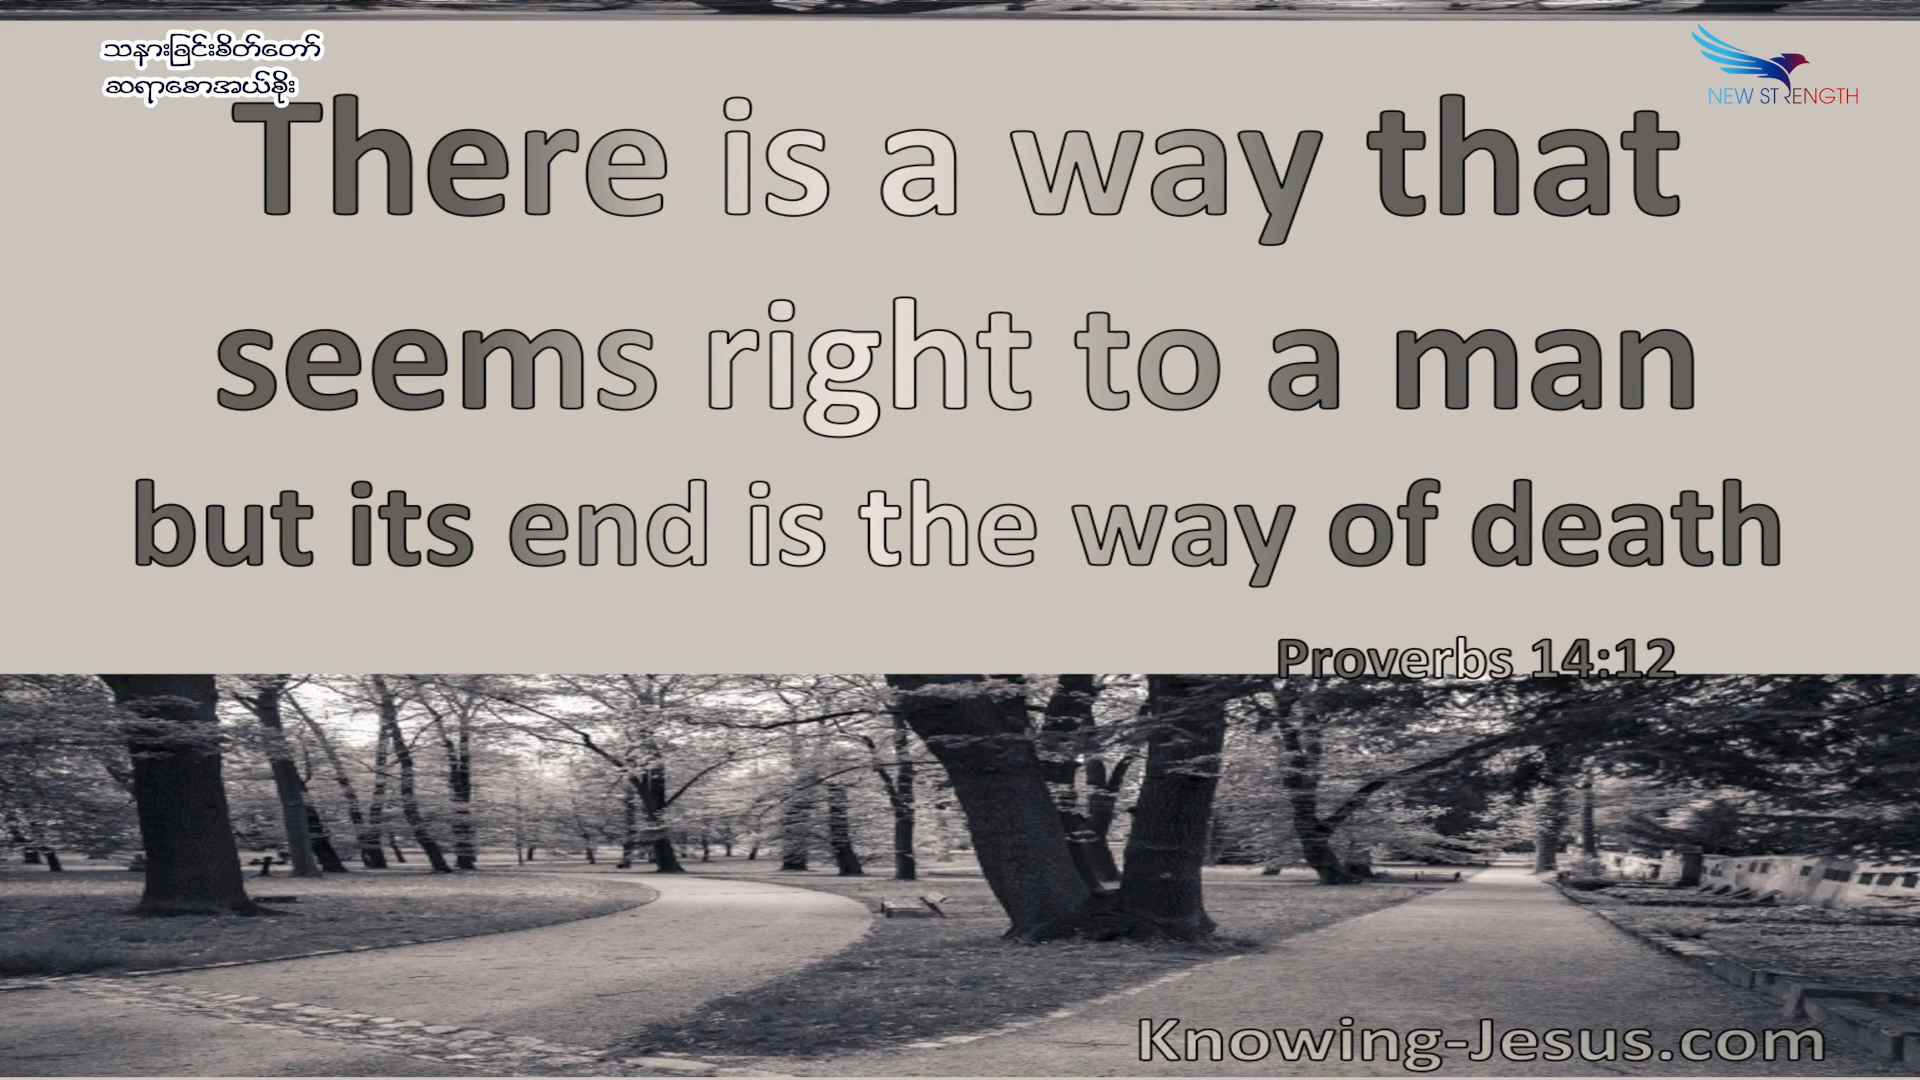 သနားခြင်းစိတ်တော်
ဆရာစောအယ်ခိုး
NEW STRENGTH
There is a way that
seems right to a man
but its end is the way of death
Proverbs 14:12
Knowing-Jesus.com